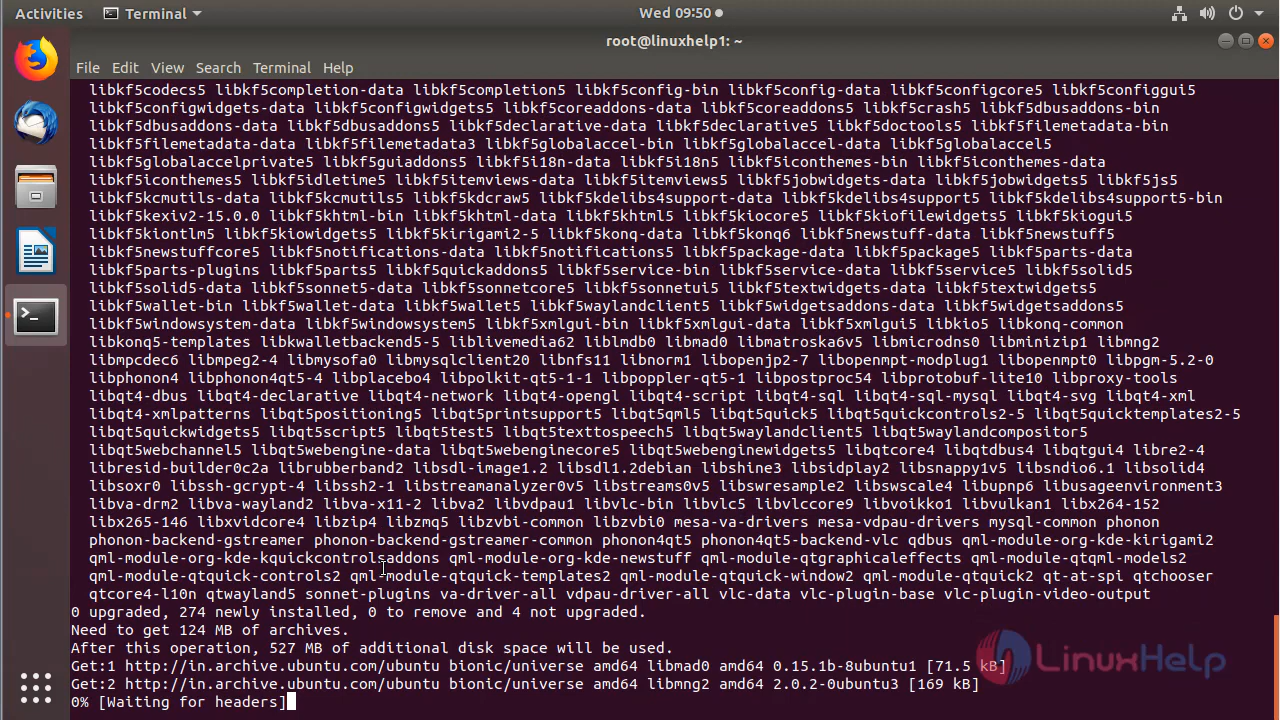 Activities Terminal Wed 09:50
root@linuxhelp1: ~
File Edit View Search Terminal Help
libkf5codecs5 libkf5completion-data libkf5completion5 libkf5config-bin libkf5config-data libkf5configcore5 libkf5configgui5
libkf5configwidgets-data libkf5configwidgets5 libkf5coreaddons-data libkf5coreaddons5 libkf5crash5 libkf5dbusaddons-bin
libkf5dbusaddons-data libkf5dbusaddons5 libkf5declarative-data libkf5declarative5 libkf5doctools5 libkf5filemetadata-bin
libkf5filemetadata-data libkf5filemetadata3 libkf5globalaccel-bin libkf5globalaccel-data libkf5globalaccel5
libkf5globalaccelprivate5 libkf5guiaddons5 libkf5i18n-data libkf5i18n5 libkf5iconthemes-bin libkf5iconthemes-data
libkf5iconthemes5 libkf5idletime5 libkf5itemviews-data libkf5itemviews5 libkf5jobwidgets-data libkf5jobwidgets5 libkf5js5
libkf5kcmutils-data libkf5kcmutils5 libkf5kdcraw5 libkf5kdelibs4support-data libkf5kdelibs4support5 libkf5kdelibs4support5-bin
libkf5kexiv2-15.0.0 libkf5khtml-bin libkf5khtml-data libkf5khtml5 libkf5kiocore5 libkf5kiofilewidgets5 libkf5kiogui5
libkf5kiontlm5 libkf5kiowidgets5 libkf5kirigami2-5 libkf5konq-data libkf5konq6 libkf5newstuff-data libkf5newstuff5
libkf5newstuffcore5 libkf5notifications-data libkf5notifications5 libkf5package-data libkf5package5 libkf5parts-data
libkf5parts-plugins libkf5parts5 libkf5quickaddons5 libkf5service-bin libkf5service-data libkf5service5 libkf5solid5
libkf5solid5-data libkf5sonnet5-data libkf5sonnetcore5 libkf5sonnetui5 libkf5textwidgets-data libkf5textwidgets5
libkf5wallet-bin libkf5wallet-data libkf5wallet5 libkf5waylandclient5 libkf5widgetsaddons-data libkf5widgetsaddons5
libkf5windowsystem-data libkf5windowsystem5 libkf5xmlgui-bin libkf5xmlgui-data libkf5xmlgui5 libkio5 libkonq-common
libkonq5-templates libkwalletbackend5-5 liblivemedia62 liblmdb0 libmad0 libmatroska6v5 libmicrodns0 libminizip1 libmng2
libmpcdec6 libmpeg2-4 libmysofa0 libmysqlclient20 libnfs11 libnorm1 libopenjp2-7 libopenmpt-modplug1 libopenmpt0 libpgm-5.2-0
libphonon4 libphonon4qt5-4 libplacebo4 libpolkit-qt5-1-1 libpoppler-qt5-1 libpostproc54 libprotobuf-lite10 libproxy-tools
libqt4-dbus libqt4-declarative libqt4-network libqt4-opengl libqt4-script libqt4-sql libqt4-sql-mysql libqt4-svg libqt4-xml
libqt4-xmlpatterns libqt5positioning5 libqt5printsupport5 libqt5qml5 libqt5quick5 libqt5quickcontrols2-5 libqt5quicktemplates2-5
libqt5quickwidgets5 libqt5script5 libqt5test5 libqt5texttospeech5 libqt5waylandclient5 libqt5waylandcompositor5
libqt5webchannel5 libqt5webengine-data libqt5webenginecore5 libqt5webenginewidgets5 libqtcore4 libqtdbus4 libqtgui4 libre2-4
libresid-builder0c2a librubberband2 libsdl-image1.2 libsdl1.2debian libshine3 libsidplay2 libsnappy1v5 libsndio6.1 libsolid4
libsoxr0 libssh-gcrypt-4 libssh2-1 libstreamanalyzer0v5 libstreams0v5 libswresample2 libswscale4 libupnp6 libusageenvironment3
libva-drm2 libva-wayland2 libva-x11-2 libva2 libvdpau1 libvlc-bin libvlc5 libvlccore9 libvoikko1 libvulkan1 libx264-152
libx265-146 libxvidcore4 libzip4 libzmq5 libzvbi-common libzvbi0 mesa-va-drivers mesa-vdpau-drivers mysql-common phonon
phonon-backend-gstreamer phonon-backend-gstreamer-common phonon4qt5 phonon4qt5-backend-vlc qdbus qml-module-org-kde-kirigami2
qml-module-org-kde-kquickcontrolsaddons qml-module-org-kde-newstuff qml-module-qtgraphicaleffects qml-module-qtqml-models2
qml-module-qtquick-controls2 qml-module-qtquick-templates2 qml-module-qtquick-window2 qml-module-qtquick2 qt-at-spi qtchooser
qtcore4-l10n qtwayland5 sonnet-plugins va-driver-all vdpau-driver-all vlc-data vlc-plugin-base vlc-plugin-video-output
0 upgraded, 274 newly installed, 0 to remove and 4 not upgraded.
Need to get 124 MB of archives.
After this operation, 527 MB of additional disk space will be used.
Get:1 http://in.archive.ubuntu.com/ubuntu bionic/universe amd64 libmad0 amd64 0.15.1b-8ubuntu1 [71.5 kB]
Get:2 http://in.archive.ubuntu.com/ubuntu bionic/universe amd64 libmng2 amd64 2.0.2-0ubuntu3 [169 kB]
0% [Waiting for headers]
LinuxHelp